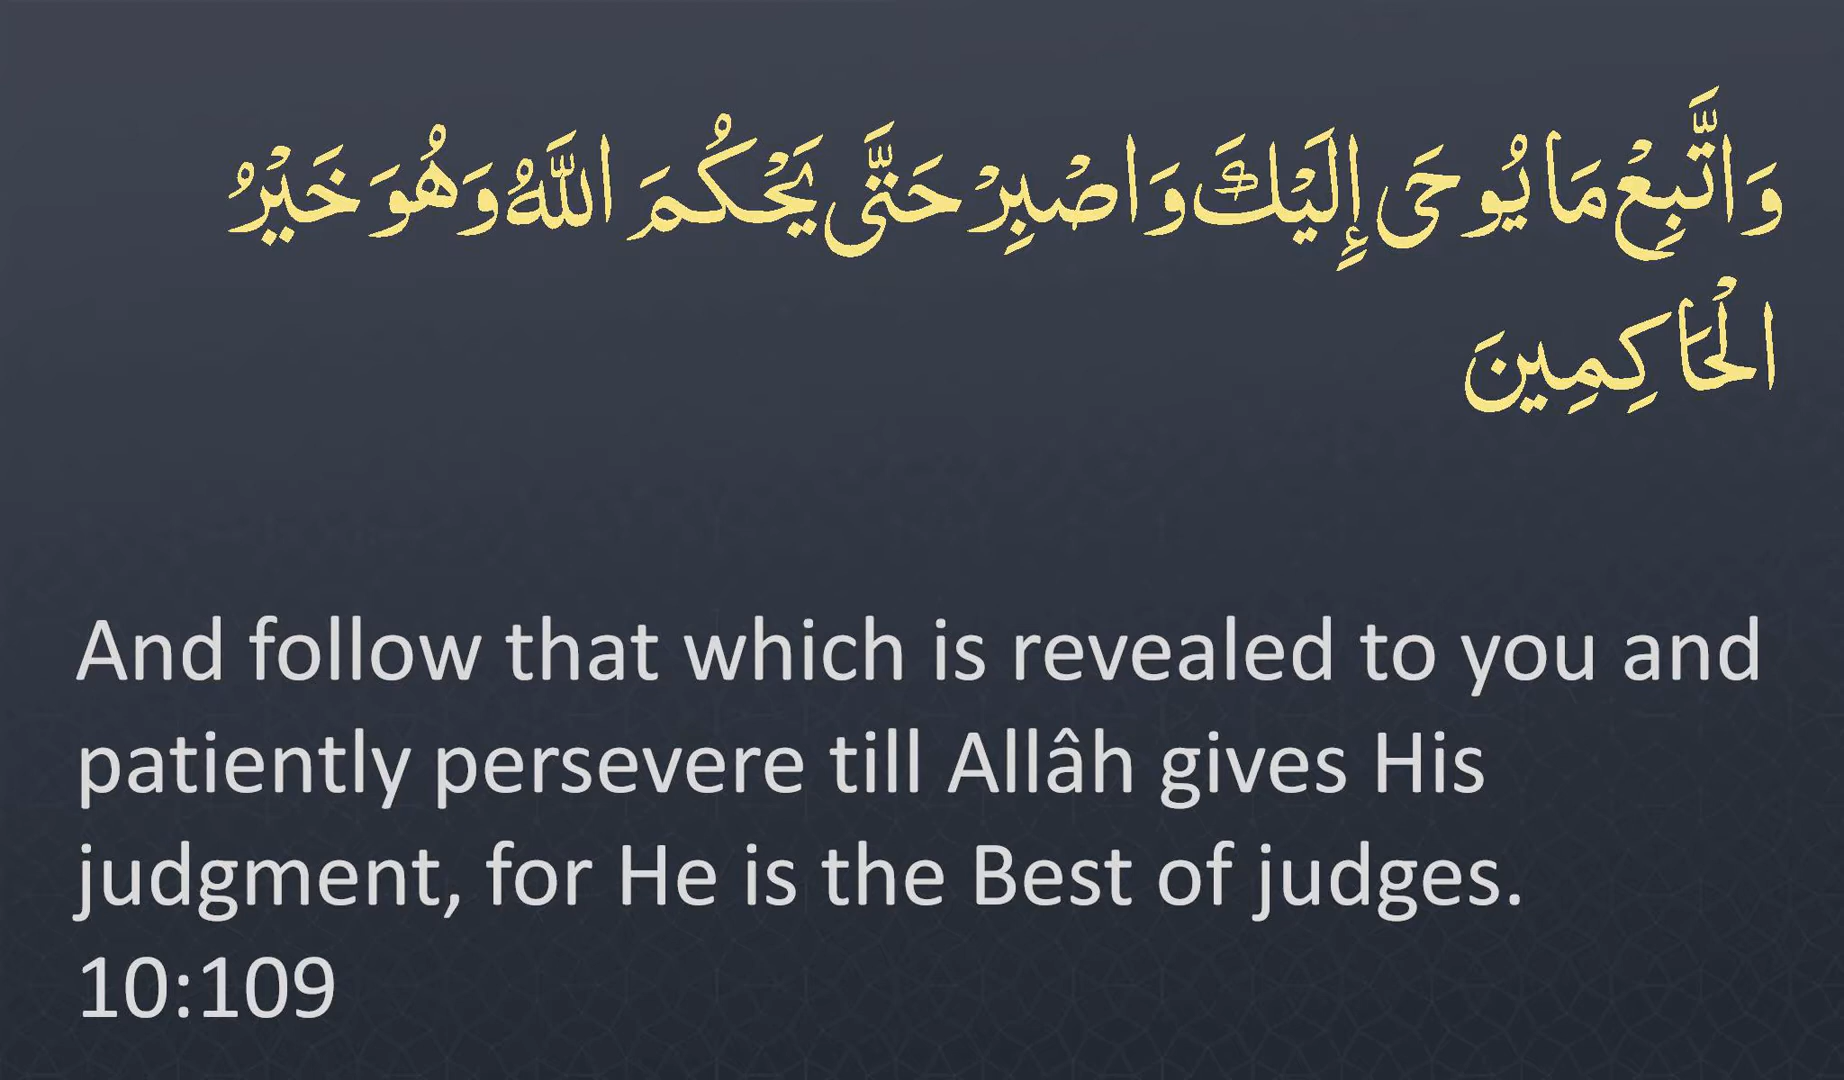 وَاتَّبِعْ مَا يُوحَى إِلَيْكَ وَاصْبِرْ حَتَّى يَحْكُمَ اللَّهُ وَهُوَ خَيْرُ
الْحَاكِمِينَ
And follow that which is revealed to you and
patiently persevere till Allâh gives His
judgment, for He is the Best of judges.
10:109